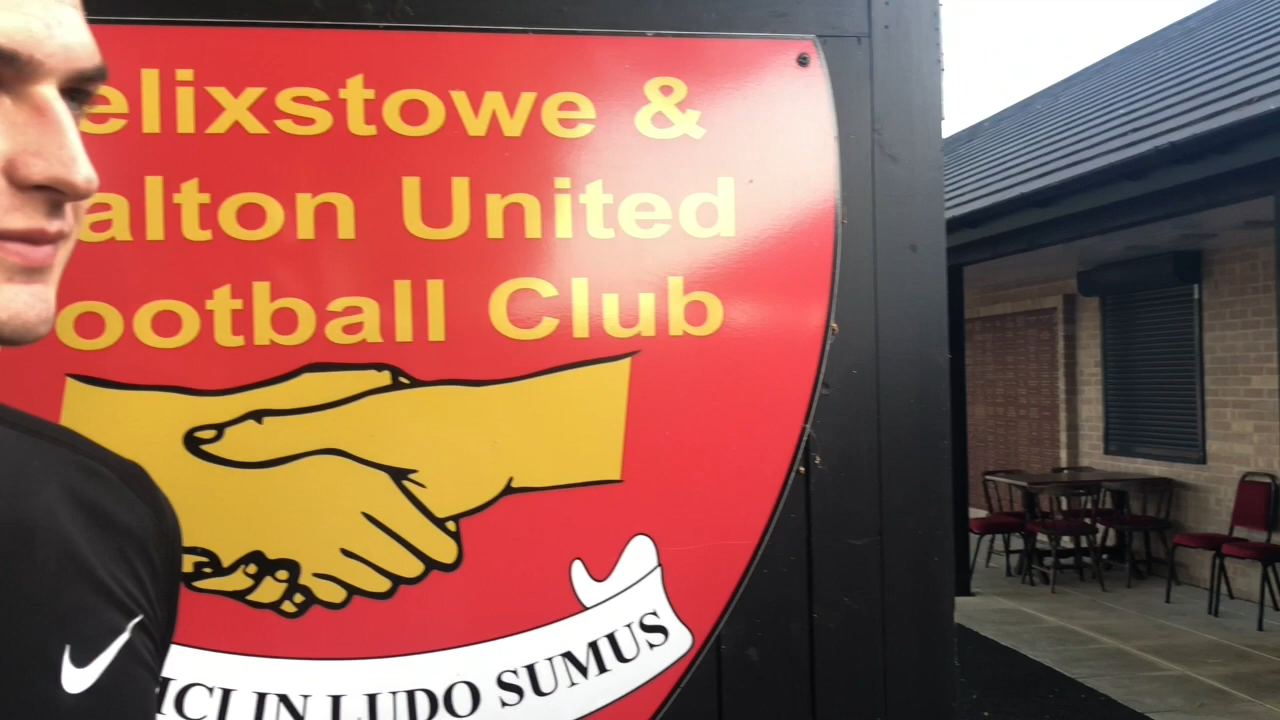 elixstowe &
alton United
ootball Club
ICI IN LUDO SUMUS